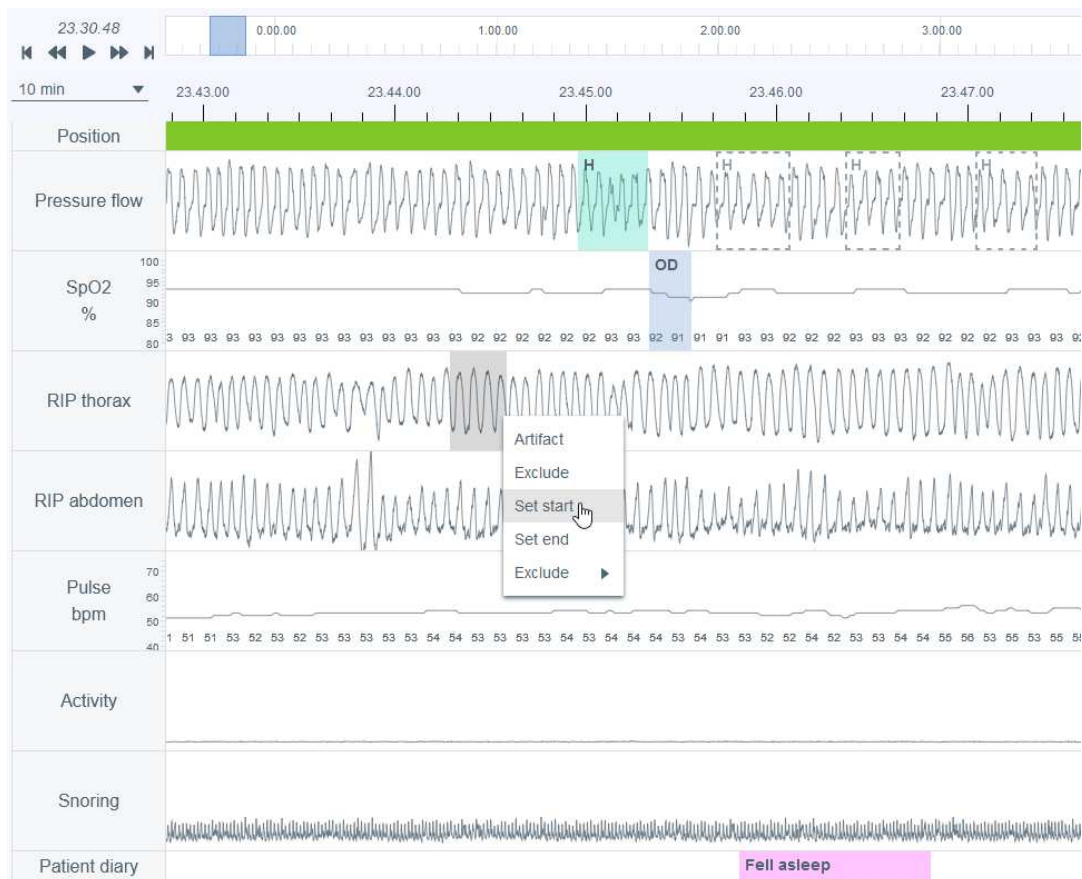 23.30.48
0.00.00 1:00:00 2.00.00 3.00.00
10 min
23.43.00 23.44.00 23.45.00 23.46.00 23.47.00
Position
Pressure flow
H H H H
SpO2
%
100
95
90
85
80
OD
3 93 93 93 93 93 93 93 93 93 93 93 93 93 92 92 92 92 92 93 93 92 91 91 91 93 93 92 92 93 93 93 92 92 92 92 93 93 93 92
RIP thorax
Artifact
Exclude
Set start
Set end
Exclude
RIP abdomen
Pulse
bpm
70
60
50
40
1 51 51 53 52 53 52 53 53 53 53 53 54 54 53 53 53 54 53 54 54 53 54 53 53 52 52 54 52 53 53 54 54 55 56 53 55 53 55 55
Activity
Snoring
Patient diary
Fell asleep